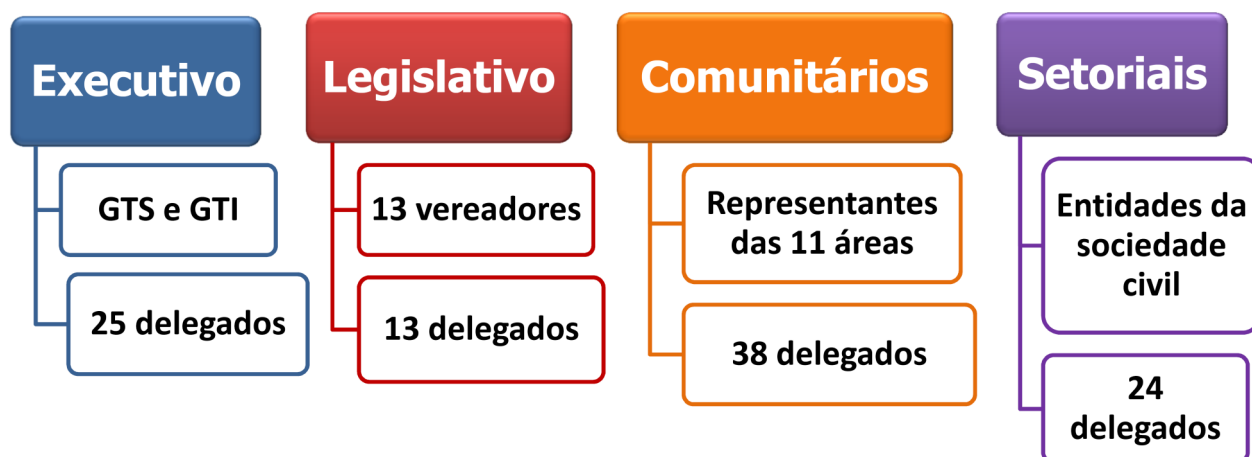 Executivo
GTS e GTI
25 delegados
Legislativo
13 vereadores
13 delegados
Comunitários
Representantes
das 11 áreas
38 delegados
Setoriais
Entidades da
sociedade
civil
24
delegados